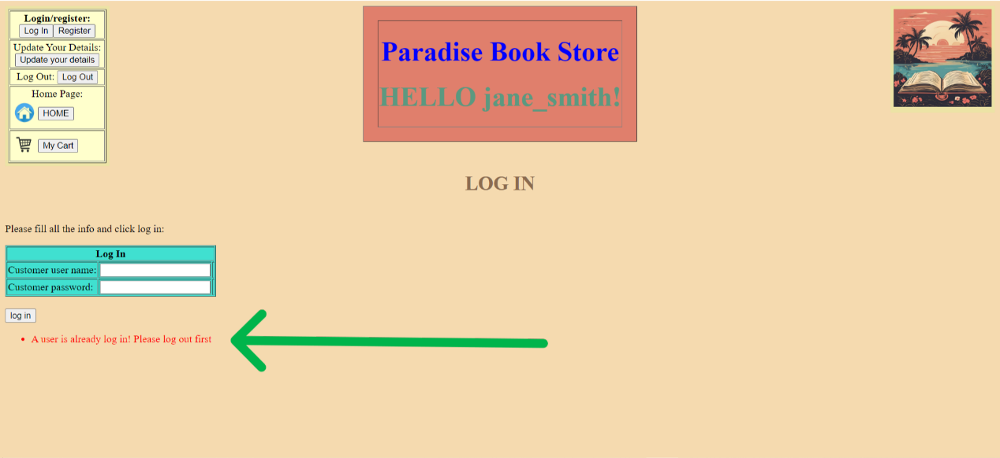 Login/register:
Log In Register
Update Your Details:
Update your details
Log Out: Log Out
Home Page:
HOME
My Cart
Paradise Book Store
HELLO jane_smith!
LOG IN
Please fill all the info and click log in:
Log In
Customer user name:
Customer password:
log in
• A user is already log in! Please log out first